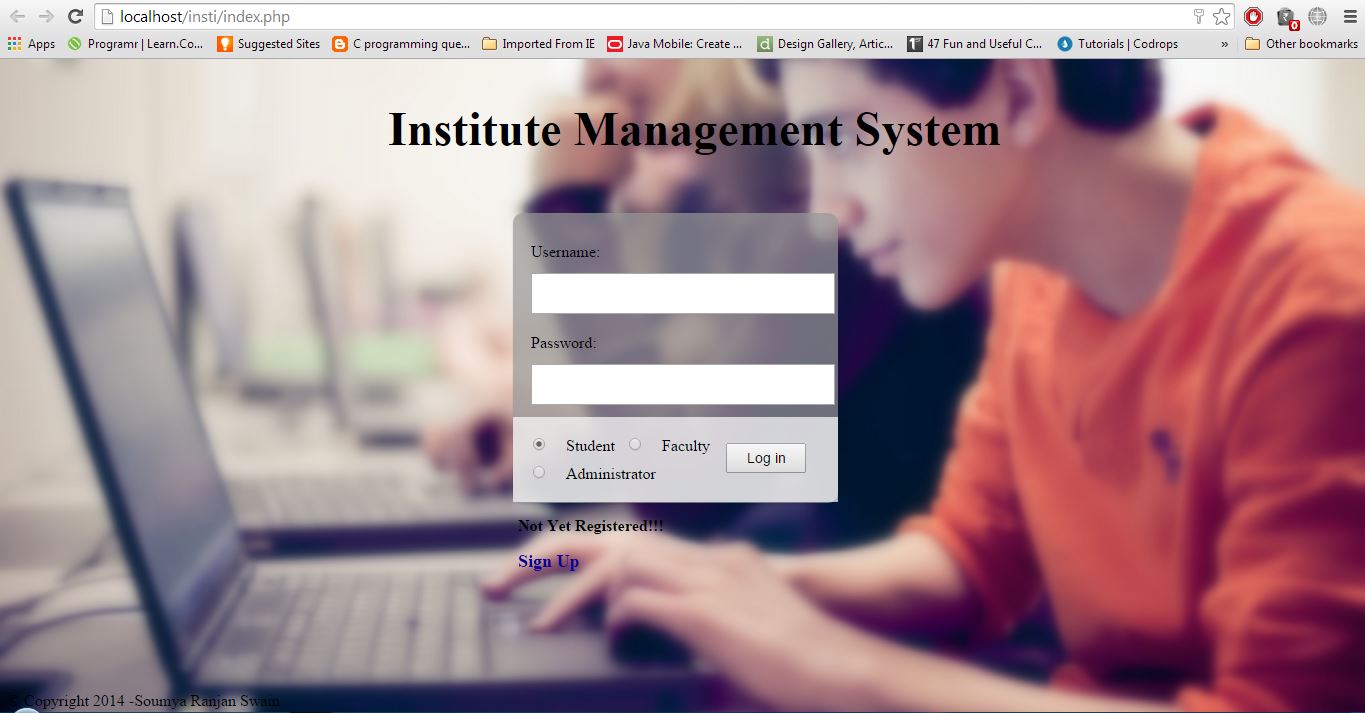 localhost/insti/index.php
Apps Programr | Learn.Co... Suggested Sites C programming que... Imported From IE Java Mobile: Create ... Design Gallery, Artic... 47 Fun and Useful C... Tutorials | Codrops » Other bookmarks
0
Institute Management System
Username:
Password:
Student Faculty Log in
Administrator
Not Yet Registered!!!
Sign Up
© Copyright 2014 -Soumya Ranjan Swain